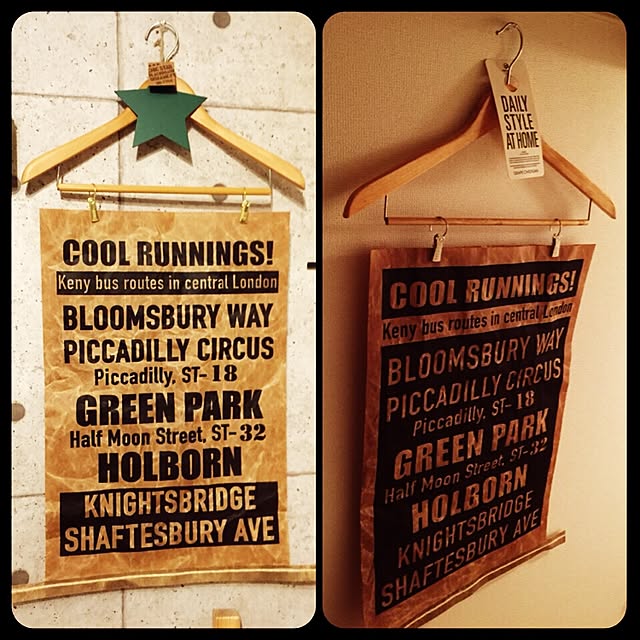 COOL RUNNINGS!
Keny bus routes in central London
BLOOMSBURY WAY
PICCADILLY CIRCUS
Piccadilly, ST-18
GREEN PARK
Half Moon Street, ST-32
HOLBORN
KNIGHTSBRIDGE
SHAFTESBURY AVE
DAILY
STYLE
AT HOME
COOL RUNNINGS!
Keny bus routes in central London
BLOOMSBURY WAY
PICCADILLY CIRCUS
Piccadilly, ST-18
GREEN PARK
Half Moon Street, ST-32
HOLBORN
KNIGHTSBRIDGE
SHAFTESBURY AVE